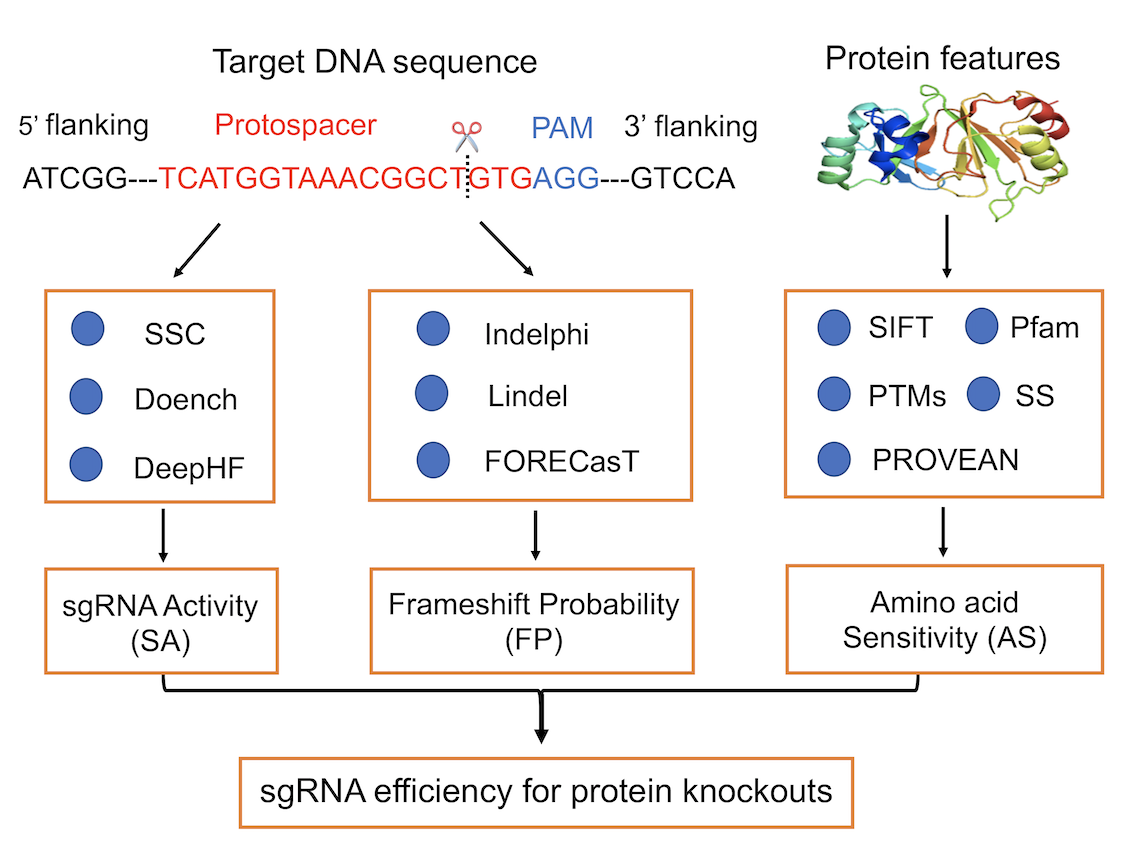 Target DNA sequence
Protein features
5’ flanking
Protospacer
PAM
3’ flanking
ATCGG---TCATGGTAAACGGCTGTGAGG---GTCCA
SSC
Doench
DeepHF
Indelphi
Lindel
FORECasT
SIFT
Pfam
PTMs
SS
PROVEAN
sgRNA Activity
(SA)
Frameshift Probability
(FP)
Amino acid
Sensitivity (AS)
sgRNA efficiency for protein knockouts